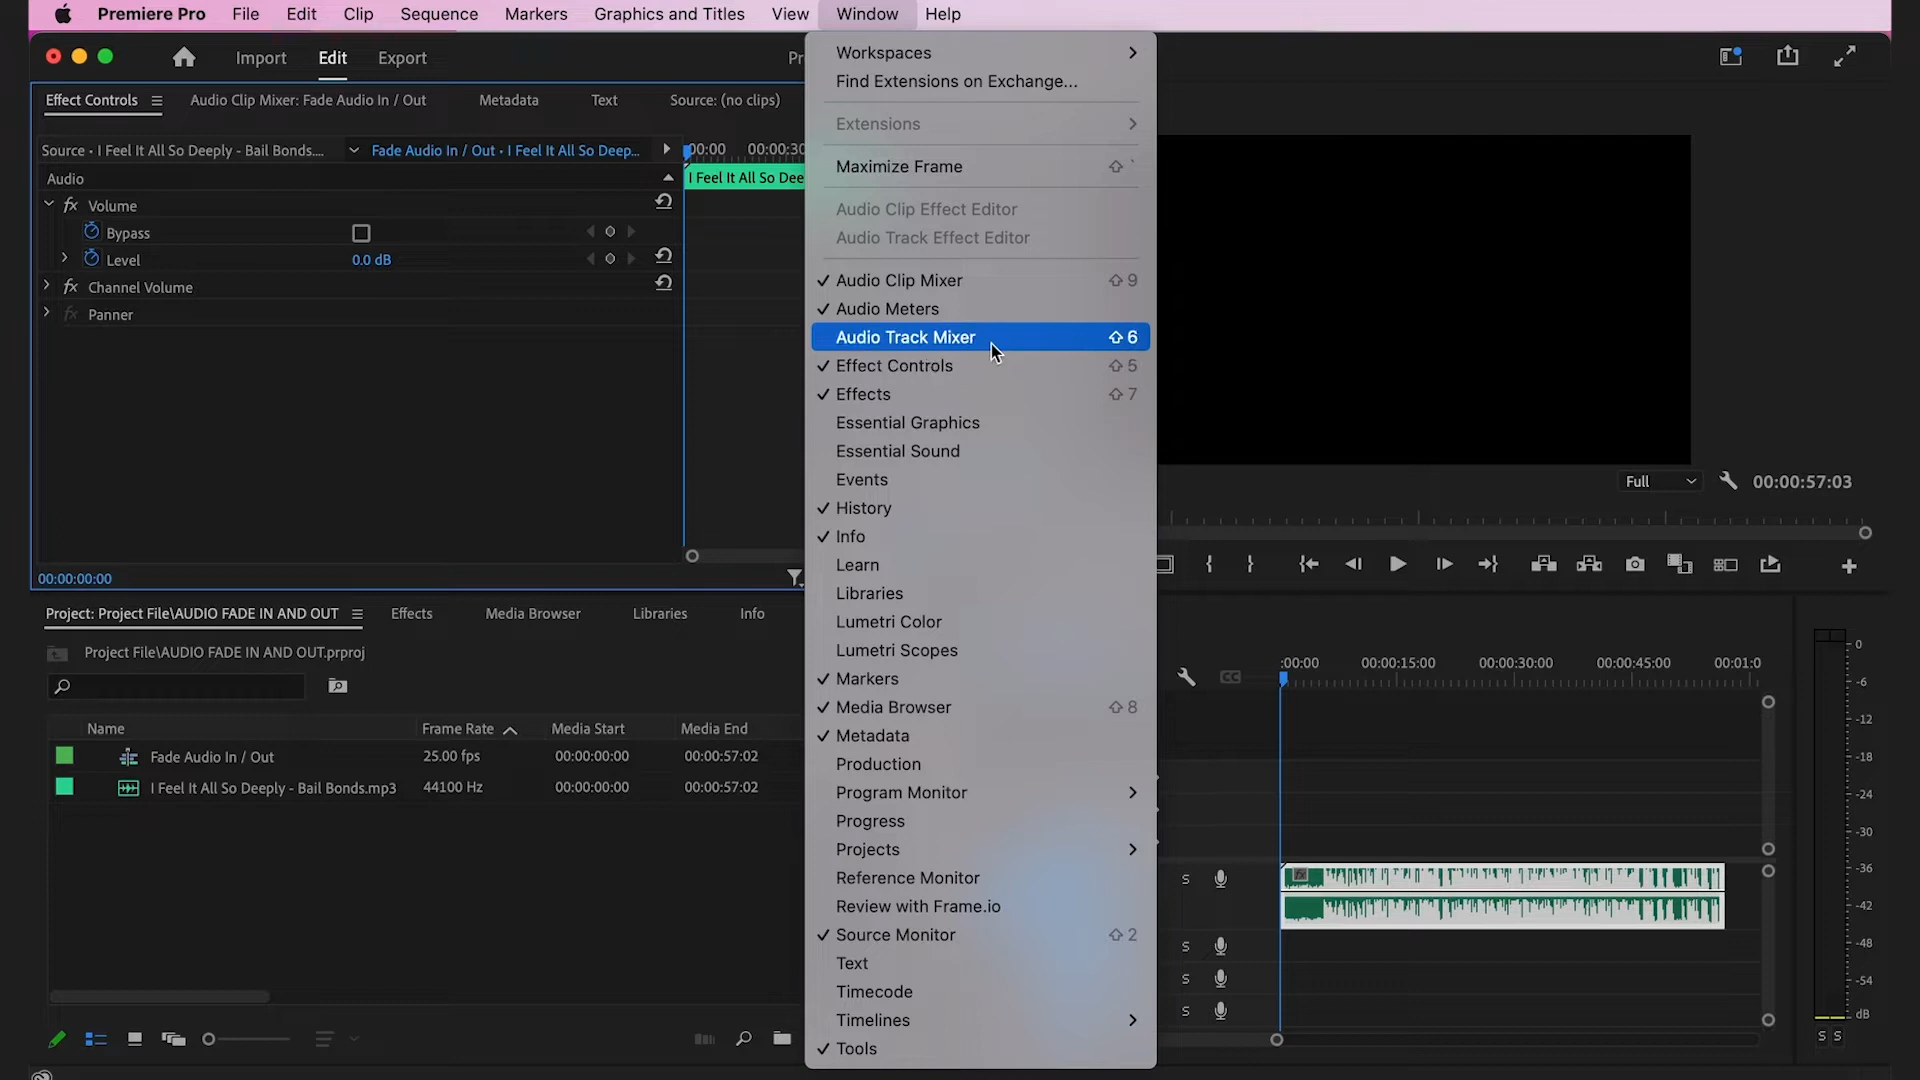 Premiere Pro File Edit Clip Sequence Markers Graphics and Titles View Window Help
Import Edit Export Pr
Effect Controls Audio Clip Mixer: Fade Audio In / Out Metadata Text Source: (no clips)
Source • I Feel It All So Deeply - Bail Bonds.... Fade Audio In / Out • I Feel It All So Deep... :00:00 00:00:30
Audio I Feel It All So Dee
fx Volume
Bypass
Level 0.0 dB
fx Channel Volume
fx Panner
00:00:00:00
Workspaces
Find Extensions on Exchange...
Extensions
Maximize Frame ⇧ `
Audio Clip Effect Editor
Audio Track Effect Editor
✓ Audio Clip Mixer ⇧ 9
✓ Audio Meters
Audio Track Mixer ⇧ 6
✓ Effect Controls ⇧ 5
✓ Effects ⇧ 7
Essential Graphics
Essential Sound
Events
✓ History
✓ Info
Learn
Libraries
Lumetri Color
Lumetri Scopes
✓ Markers
✓ Media Browser ⇧ 8
✓ Metadata
Production
Program Monitor
Progress
Projects
Reference Monitor
Review with Frame.io
✓ Source Monitor ⇧ 2
Text
Timecode
Timelines
✓ Tools
Full 00:00:57:03
Project: Project File\AUDIO FADE IN AND OUT Effects Media Browser Libraries Info
Project File\AUDIO FADE IN AND OUT.prproj
Name Frame Rate Media Start Media End
Fade Audio In / Out 25.00 fps 00:00:00:00 00:00:57:02
I Feel It All So Deeply - Bail Bonds.mp3 44100 Hz 00:00:00:00 00:00:57:02
CC :00:00 00:00:15:00 00:00:30:00 00:00:45:00 00:01:0
fx
S
S
S
S
0
-6
-12
-18
-24
-30
-36
-42
-48
-54
dB
S S